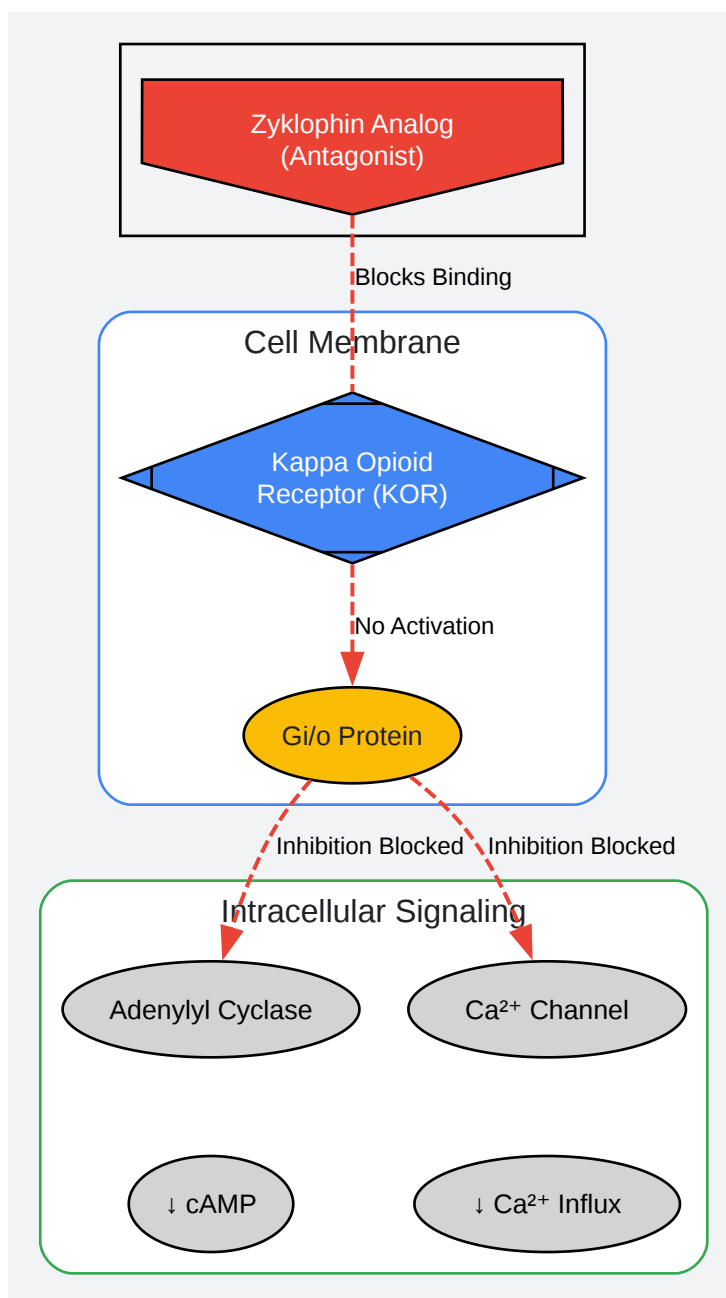 Zyklophin Analog
(Antagonist)
Blocks Binding
Cell Membrane
Kappa Opioid
Receptor (KOR)
No Activation
Gi/o Protein
Inhibition Blocked
Inhibition Blocked
Intracellular Signaling
Adenylyl Cyclase
Ca²⁺ Channel
↓ cAMP
↓ Ca²⁺ Influx